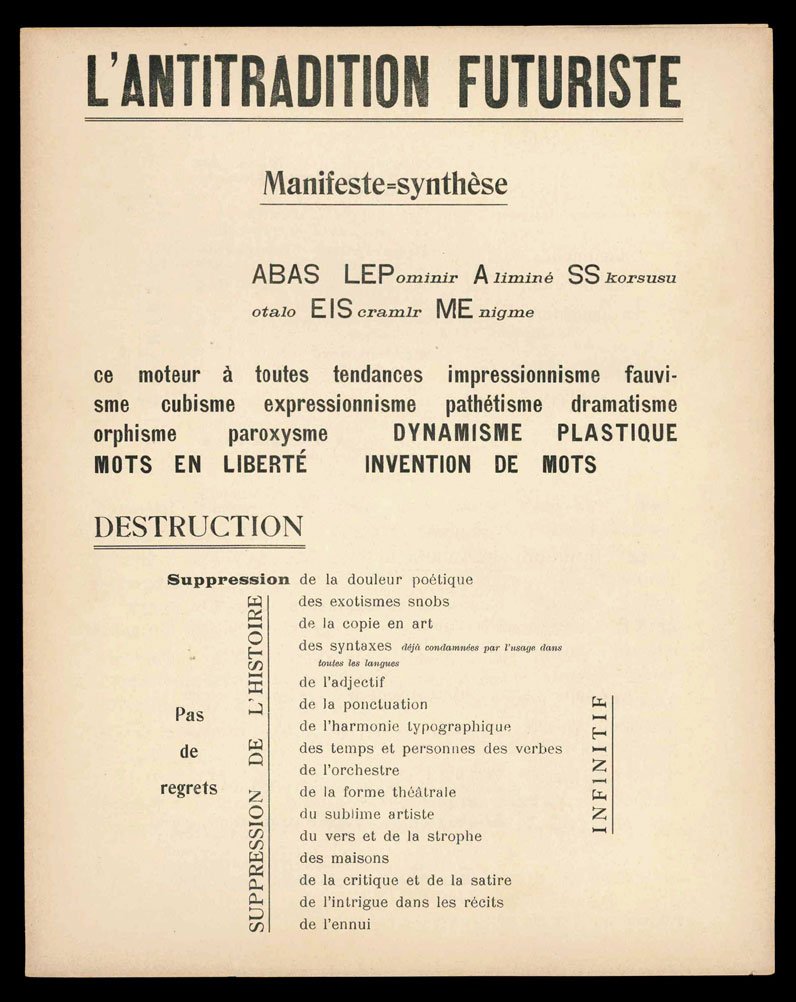 L'ANTITRADITION FUTURISTE
Manifeste=synthèse
ABAS LEPominir Aliminé SSkorsusu
otalo EIScramlr MEnigme
ce moteur à toutes tendances impressionnisme fauvi-
sme cubisme expressionnisme pathétisme dramatisme
orphisme paroxysme DYNAMISME PLASTIQUE
MOTS EN LIBERTÉ INVENTION DE MOTS
DESTRUCTION
Suppression de la douleur poétique
des exotismes snobs
de la copie en art
des syntaxes déjà condamnées par l'usage dans
toutes les langues
de l'adjectif
de la ponctuation
de l'harmonie typographique
des temps et personnes des verbes
de l'orchestre
de la forme théâtrale
du sublime artiste
du vers et de la strophe
des maisons
de la critique et de la satire
de l'intrigue dans les récits
de l'ennui
SUPPRESSION DE L'HISTOIRE
Pas
de
regrets
INFINITIF